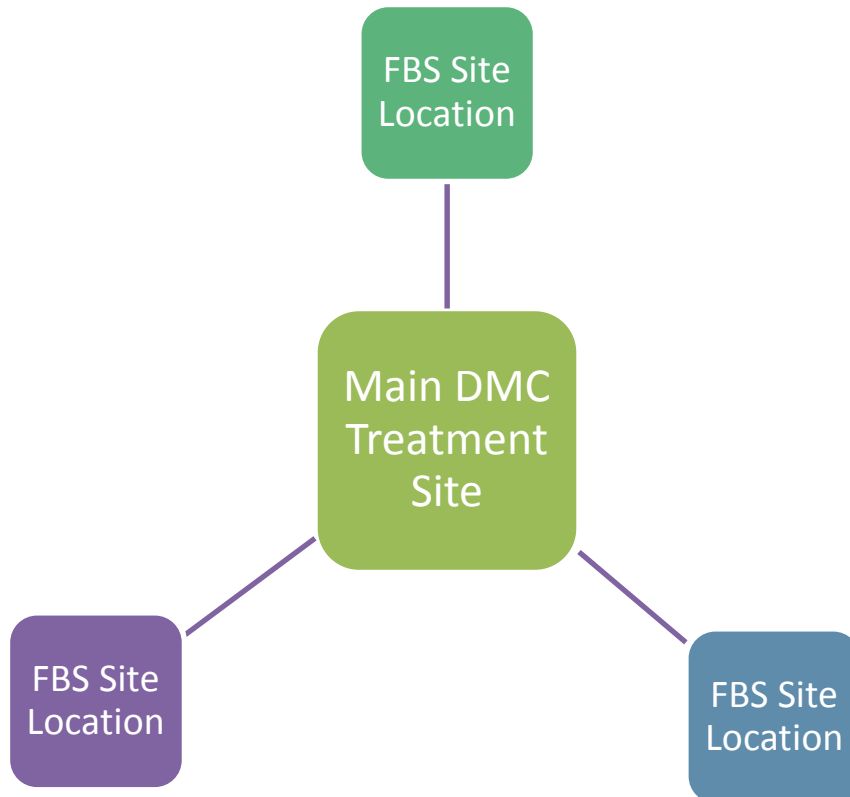 FBS Site
Location
Main DMC
Treatment
Site
FBS Site
Location
FBS Site
Location